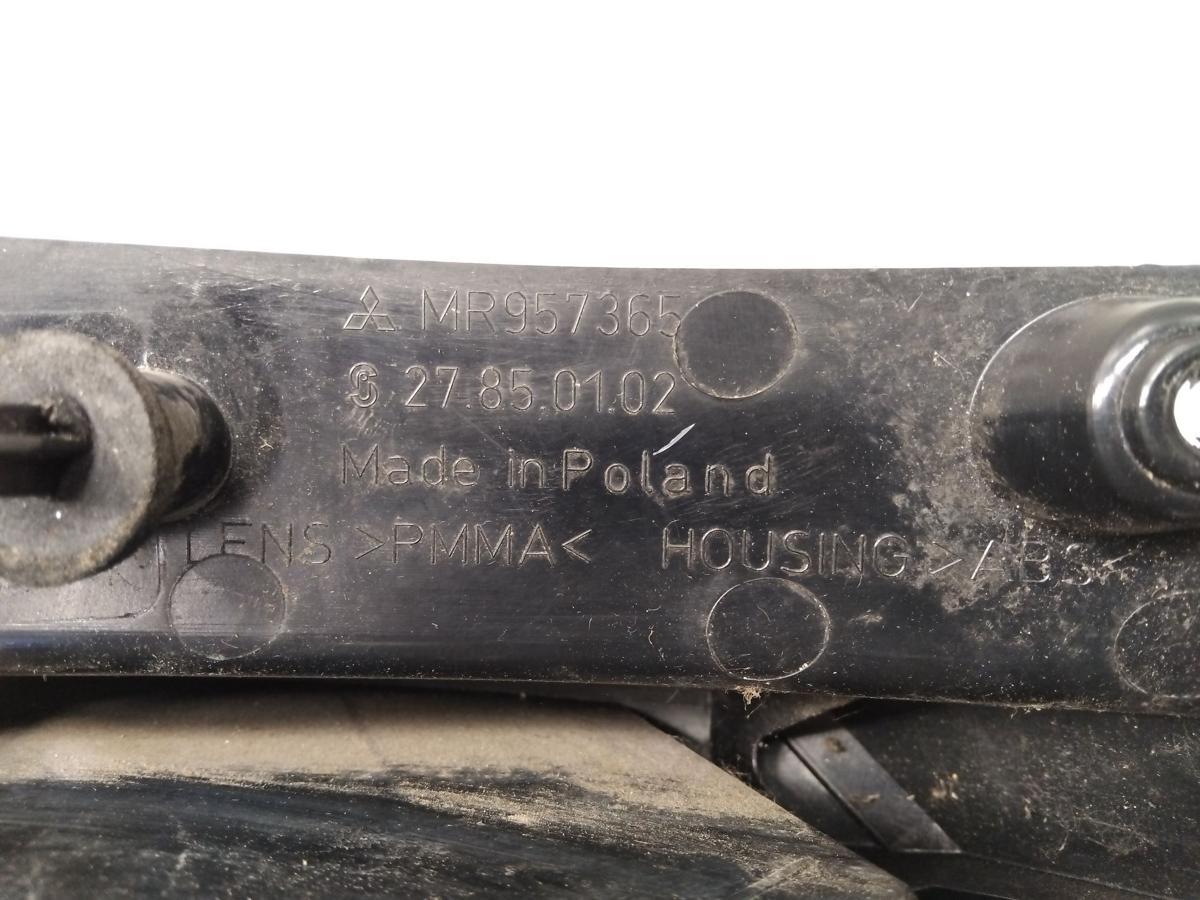 MR957365
27.85.01.02
Made in Poland
LENS >PMMA< HOUSING >ABS<